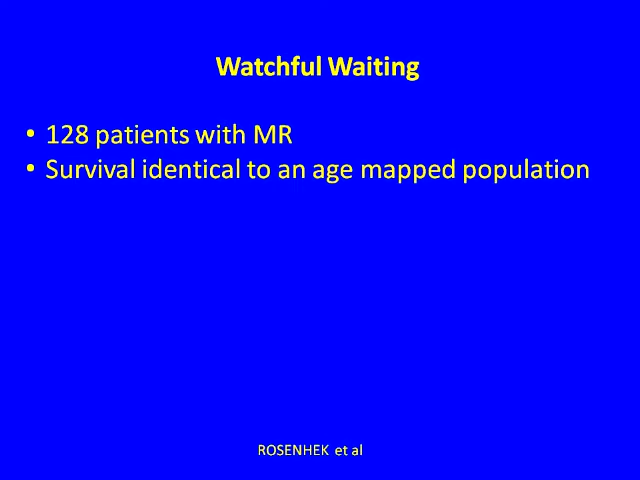 Watchful Waiting
• 128 patients with MR
• Survival identical to an age mapped population
ROSENHEK et al